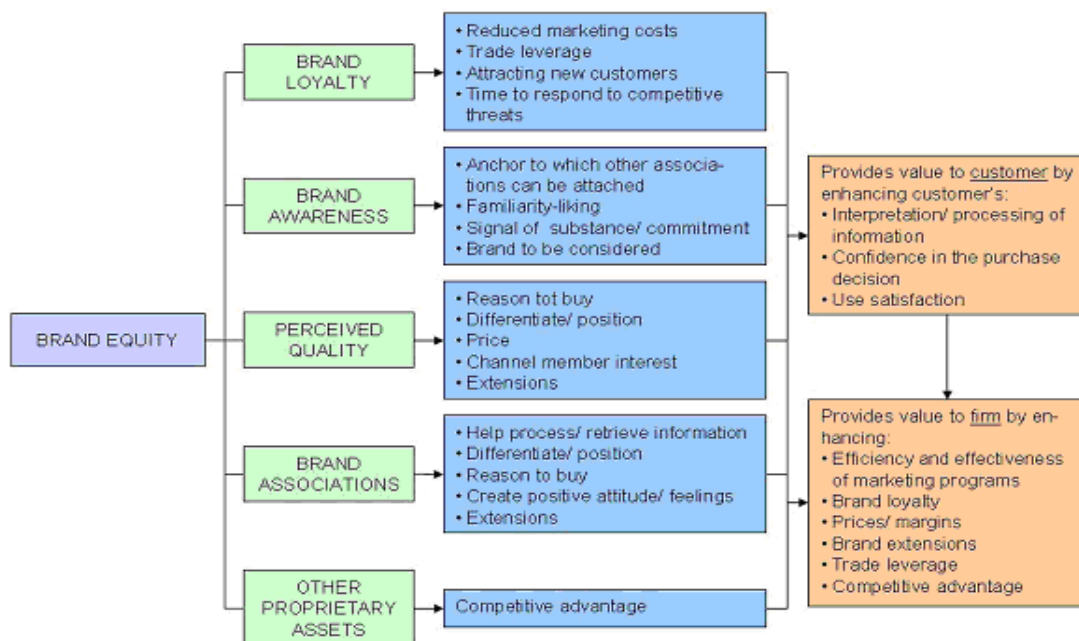 BRAND EQUITY
BRAND
LOYALTY
• Reduced marketing costs
• Trade leverage
• Attracting new customers
• Time to respond to competitive
threats
BRAND
AWARENESS
• Anchor to which other associa-
tions can be attached
• Familiarity-liking
• Signal of substance/ commitment
• Brand to be considered
PERCEIVED
QUALITY
• Reason tot buy
• Differentiate/ position
• Price
• Channel member interest
• Extensions
BRAND
ASSOCIATIONS
• Help process/ retrieve information
• Differentiate/ position
• Reason to buy
• Create positive attitude/ feelings
• Extensions
OTHER
PROPRIETARY
ASSETS
Competitive advantage
Provides value to customer by
enhancing customer's:
• Interpretation/ processing of
information
• Confidence in the purchase
decision
• Use satisfaction
Provides value to firm by en-
hancing:
• Efficiency and effectiveness
of marketing programs
• Brand loyalty
• Prices/ margins
• Brand extensions
• Trade leverage
• Competitive advantage